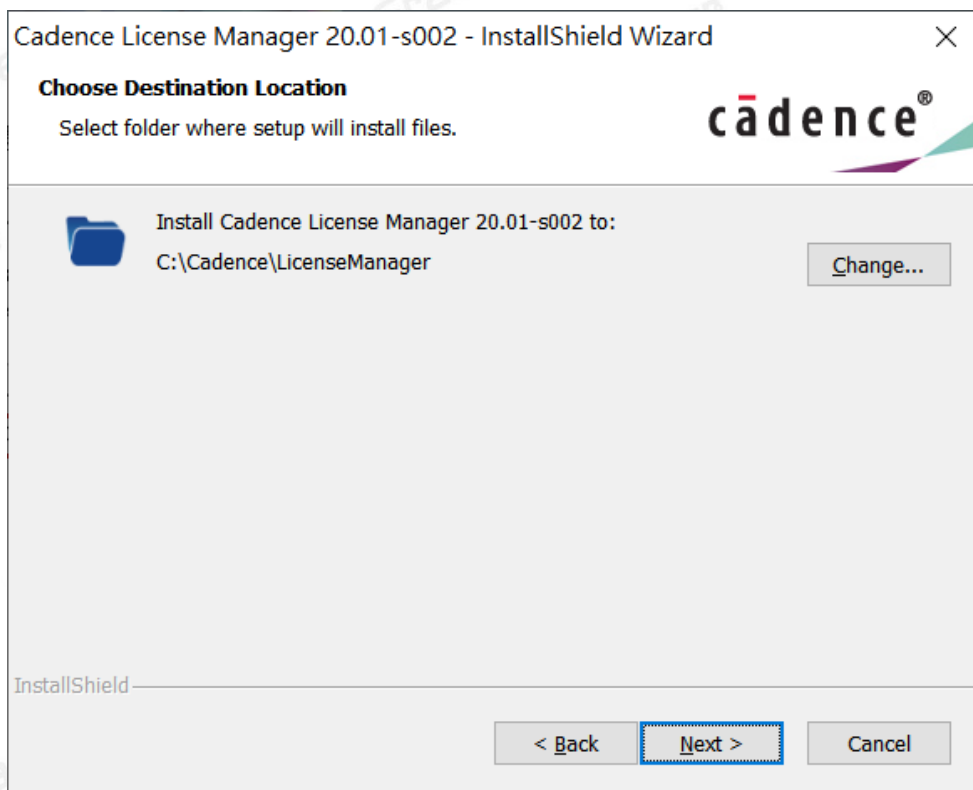 Cadence License Manager 20.01-s002 - InstallShield Wizard
Choose Destination Location
Select folder where setup will install files.
cādence®
Install Cadence License Manager 20.01-s002 to:
C:\Cadence\LicenseManager
Change...
InstallShield
< Back
Next >
Cancel